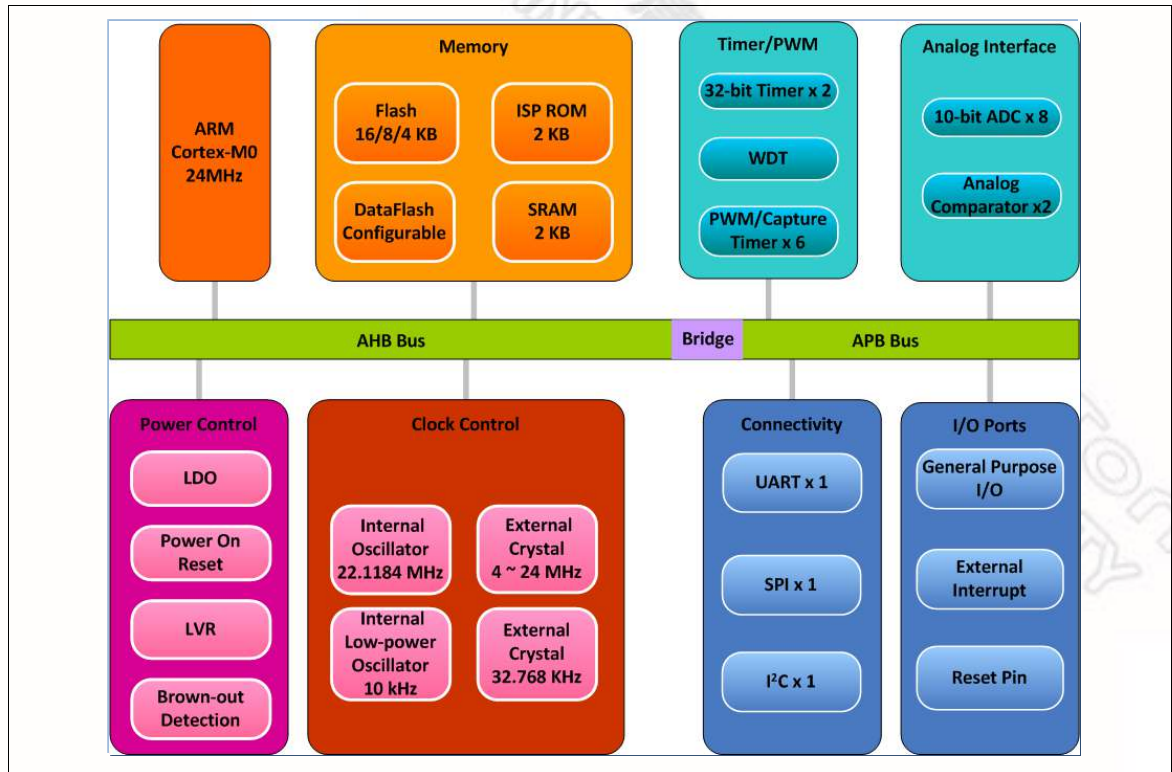 ARM
Cortex-M0
24MHz
Memory
Flash
16/8/4 KB
ISP ROM
2 KB
DataFlash
Configurable
SRAM
2 KB
Timer/PWM
32-bit Timer x 2
WDT
PWM/Capture
Timer x 6
Analog Interface
10-bit ADC x 8
Analog
Comparator x2
AHB Bus
Bridge
APB Bus
Power Control
LDO
Power On
Reset
LVR
Brown-out
Detection
Clock Control
Internal
Oscillator
22.1184 MHz
External
Crystal
4 ~ 24 MHz
Internal
Low-power
Oscillator
10 kHz
External
Crystal
32.768 KHz
Connectivity
UART x 1
SPI x 1
I²C x 1
I/O Ports
General Purpose
I/O
External
Interrupt
Reset Pin